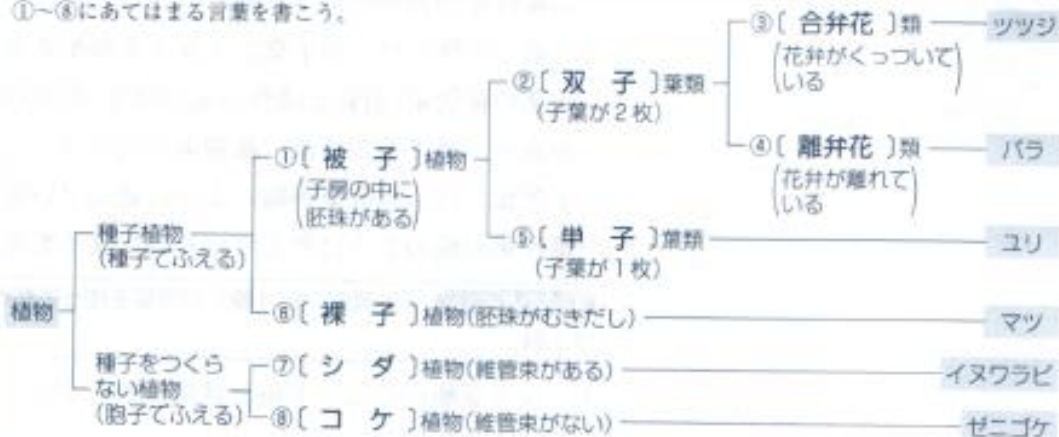 ①～⑧にあてはまる言葉を書こう。
③〔 合弁花 〕類
ツツジ
(花弁がくっついて
いる)
②〔 双 子 〕葉類
(子葉が２枚)
④〔 離弁花 〕類
バラ
(花弁が離れて
いる)
①〔 被 子 〕植物
(子房の中に
胚珠がある)
⑤〔 単 子 〕葉類
ユリ
(子葉が１枚)
種子植物
(種子でふえる)
植物
⑥〔 裸 子 〕植物(胚珠がむきだし)
マツ
種子をつくら
ない植物
(胞子でふえる)
⑦〔 シ ダ 〕植物(維管束がある)
イヌワラビ
⑧〔 コ ケ 〕植物(維管束がない)
ゼニゴケ